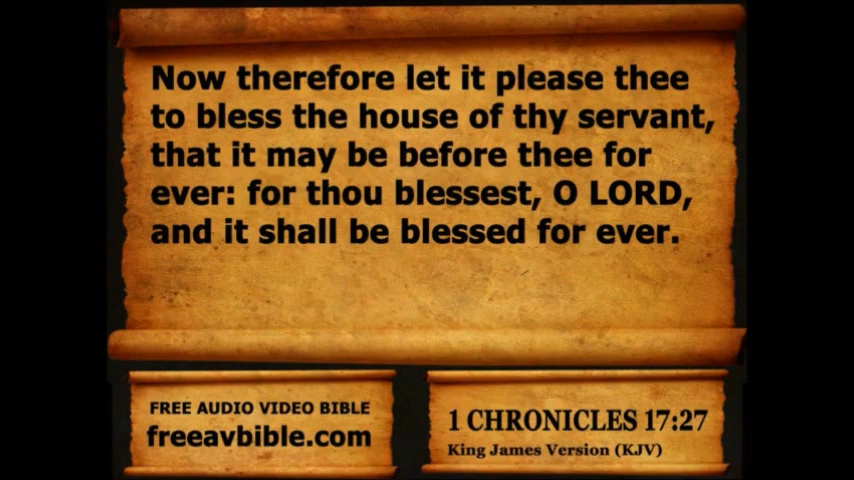 Now therefore let it please thee
to bless the house of thy servant,
that it may be before thee for
ever: for thou blessest, O LORD,
and it shall be blessed for ever.
FREE AUDIO VIDEO BIBLE
freeavbible.com
1 CHRONICLES 17:27
King James Version (KJV)